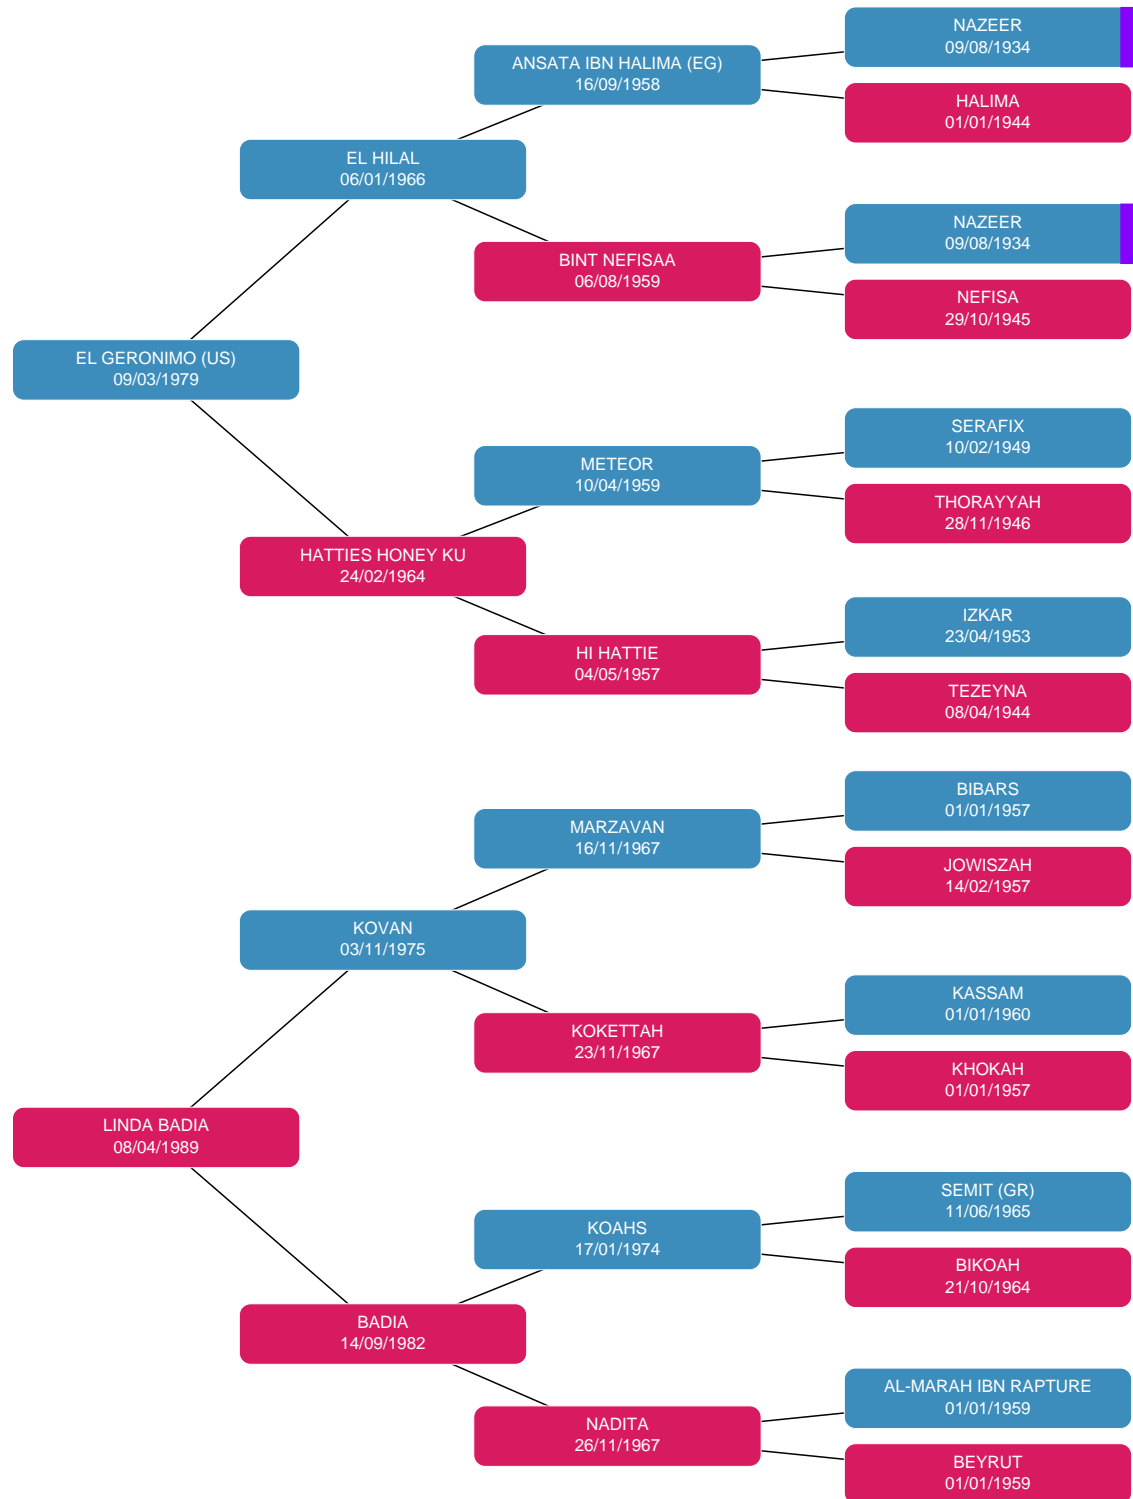 NAZEER
09/08/1934
ANSATA IBN HALIMA (EG)
16/09/1958
HALIMA
01/01/1944
EL HILAL
06/01/1966
NAZEER
09/08/1934
BINT NEFISAA
06/08/1959
NEFISA
29/10/1945
EL GERONIMO (US)
09/03/1979
SERAFIX
10/02/1949
METEOR
10/04/1959
THORAYYAH
28/11/1946
HATTIES HONEY KU
24/02/1964
IZKAR
23/04/1953
HI HATTIE
04/05/1957
TEZEYNA
08/04/1944
BIBARS
01/01/1957
MARZAVAN
16/11/1967
JOWISZAH
14/02/1957
KOVAN
03/11/1975
KASSAM
01/01/1960
KOKETTAH
23/11/1967
KHOKAH
01/01/1957
LINDA BADIA
08/04/1989
SEMIT (GR)
11/06/1965
KOAHS
17/01/1974
BIKOAH
21/10/1964
BADIA
14/09/1982
AL-MARAH IBN RAPTURE
01/01/1959
NADITA
26/11/1967
BEYRUT
01/01/1959